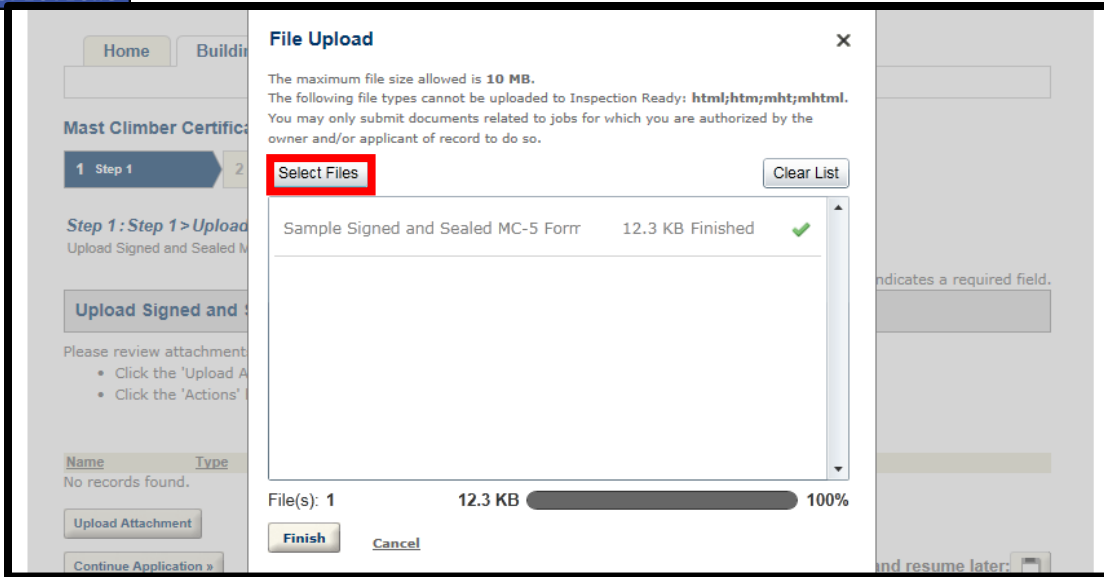 Home
File Upload
The maximum file size allowed is 10 MB.
The following file types cannot be uploaded to Inspection Ready: html;htm;mht;mhtml.
You may only submit documents related to jobs for which you are authorized by the
owner and/or applicant of record to do so.
Mast Climber
1 Step 1
2
Select Files
Clear List
Step 1 : Step 1 > Upload
Upload Signed and Sealed
Sample Signed and Sealed MC-5 Form 12.3 KB Finished
indicates a required field.
Upload Signed and
Please review attachment
• Click the 'Upload
• Click the 'Actions'
Name Type
No records found.
File(s): 1 12.3 KB 100%
Upload Attachment
Finish
Cancel
Continue Application »
and resume later: